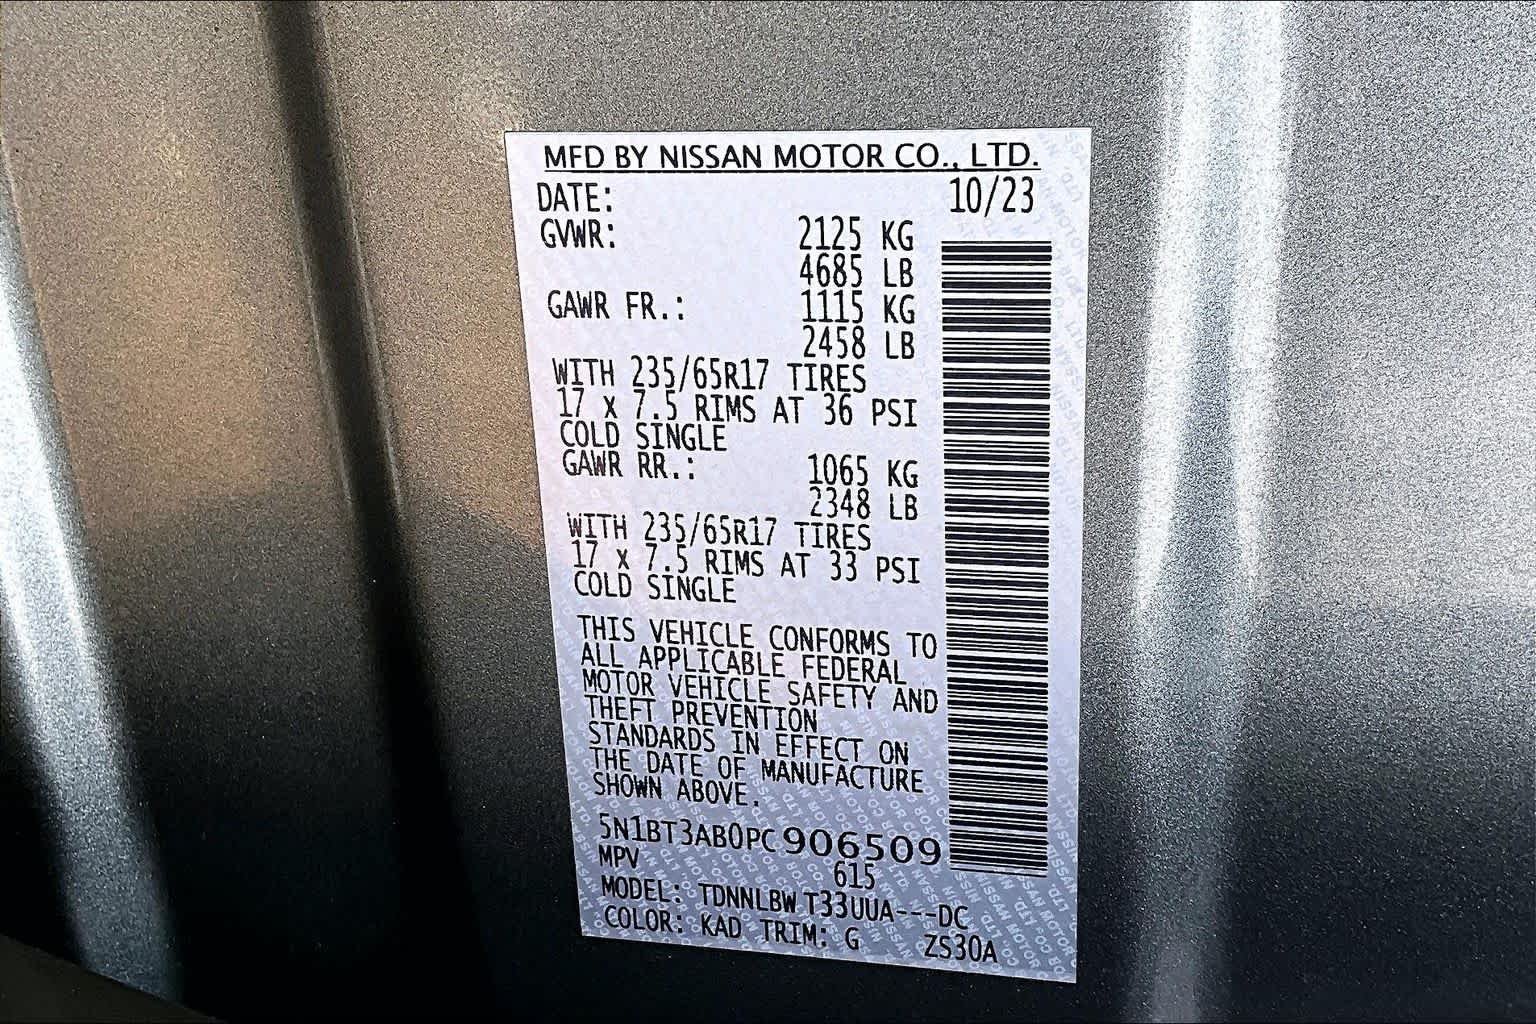 MFD BY NISSAN MOTOR CO., LTD.
DATE: 10/23
GVWR: 2125 KG
4685 LB
GAWR FR.: 1115 KG
2458 LB
WITH 235/65R17 TIRES
17 x 7.5 RIMS AT 36 PSI
COLD SINGLE
GAWR RR.: 1065 KG
2348 LB
WITH 235/65R17 TIRES
17 x 7.5 RIMS AT 33 PSI
COLD SINGLE
THIS VEHICLE CONFORMS TO
ALL APPLICABLE FEDERAL
MOTOR VEHICLE SAFETY AND
THEFT PREVENTION
STANDARDS IN EFFECT ON
THE DATE OF MANUFACTURE
SHOWN ABOVE.
5N1BT3AB0PC906509
MPV 615
MODEL: TDNNLBW T33UUA---DC
COLOR: KAD TRIM: G ZS30A